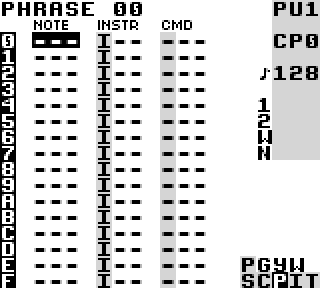 PHRASE 00 PU1
NOTE INSTR CMD
0 --- I-- --- CP0
1 --- I-- ---
2 --- I-- --- ♪128
3 --- I-- ---
4 --- I-- --- 1
5 --- I-- --- 2
6 --- I-- --- W
7 --- I-- --- N
8 --- I-- ---
9 --- I-- ---
A --- I-- ---
B --- I-- ---
C --- I-- ---
D --- I-- ---
E --- I-- --- PGYW
F --- I-- --- SCPIT